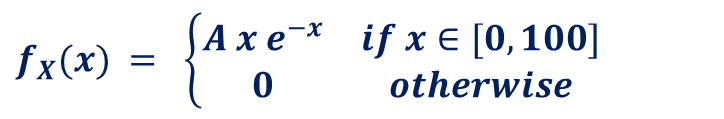 f_X(x) = { A x e^{-x} if x ∈ [0, 100]
0 otherwise